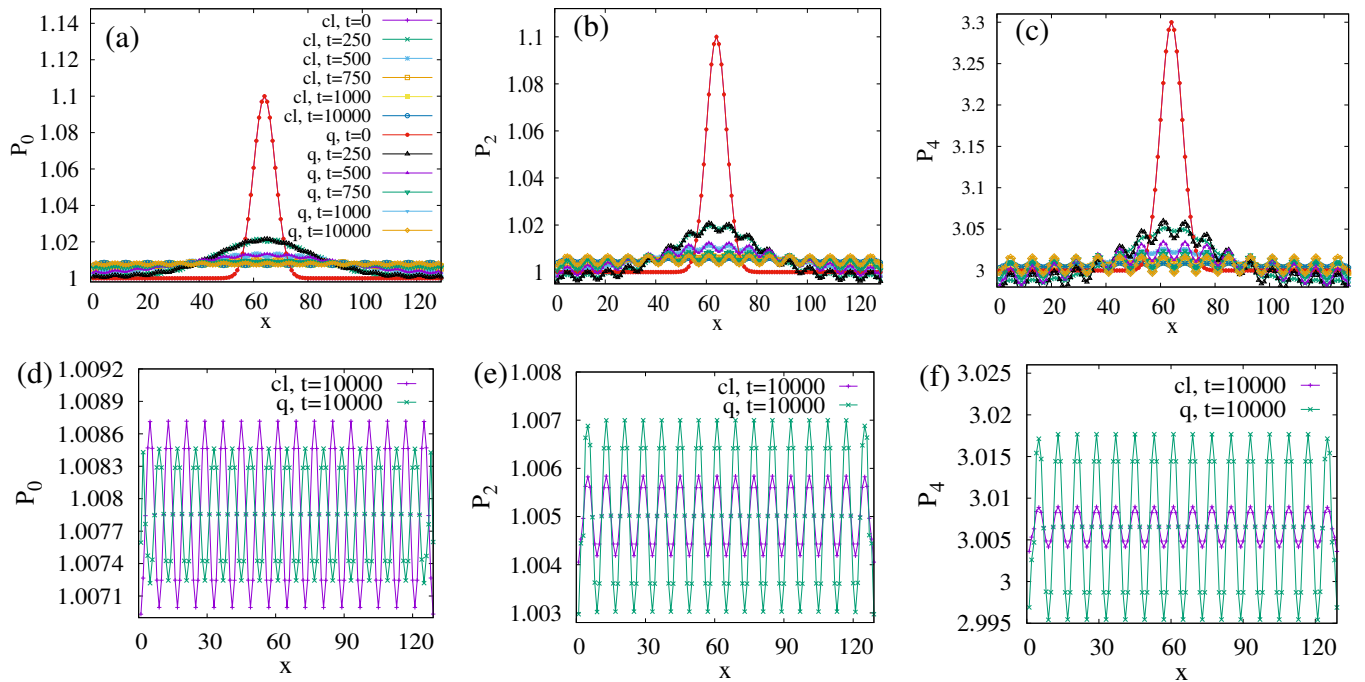 (a)
1.14
1.12
1.1
1.08
1.06
1.04
1.02
1
P0
cl, t=0
cl, t=250
cl, t=500
cl, t=750
cl, t=1000
cl, t=10000
q, t=0
q, t=250
q, t=500
q, t=750
q, t=1000
q, t=10000
0 20 40 60 80 100 120
x
(b)
1.1
1.08
1.06
1.04
1.02
1
P2
0 20 40 60 80 100 120
x
(c)
3.3
3.25
3.2
3.15
3.1
3.05
3
P4
0 20 40 60 80 100 120
x
(d)
1.0092
1.0089
1.0086
1.0083
1.008
1.0077
1.0074
1.0071
P0
cl, t=10000
q, t=10000
0 30 60 90 120
x
(e)
1.008
1.007
1.006
1.005
1.004
1.003
P2
cl, t=10000
q, t=10000
0 30 60 90 120
x
(f)
3.025
3.02
3.015
3.01
3.005
3
2.995
P4
cl, t=10000
q, t=10000
0 30 60 90 120
x